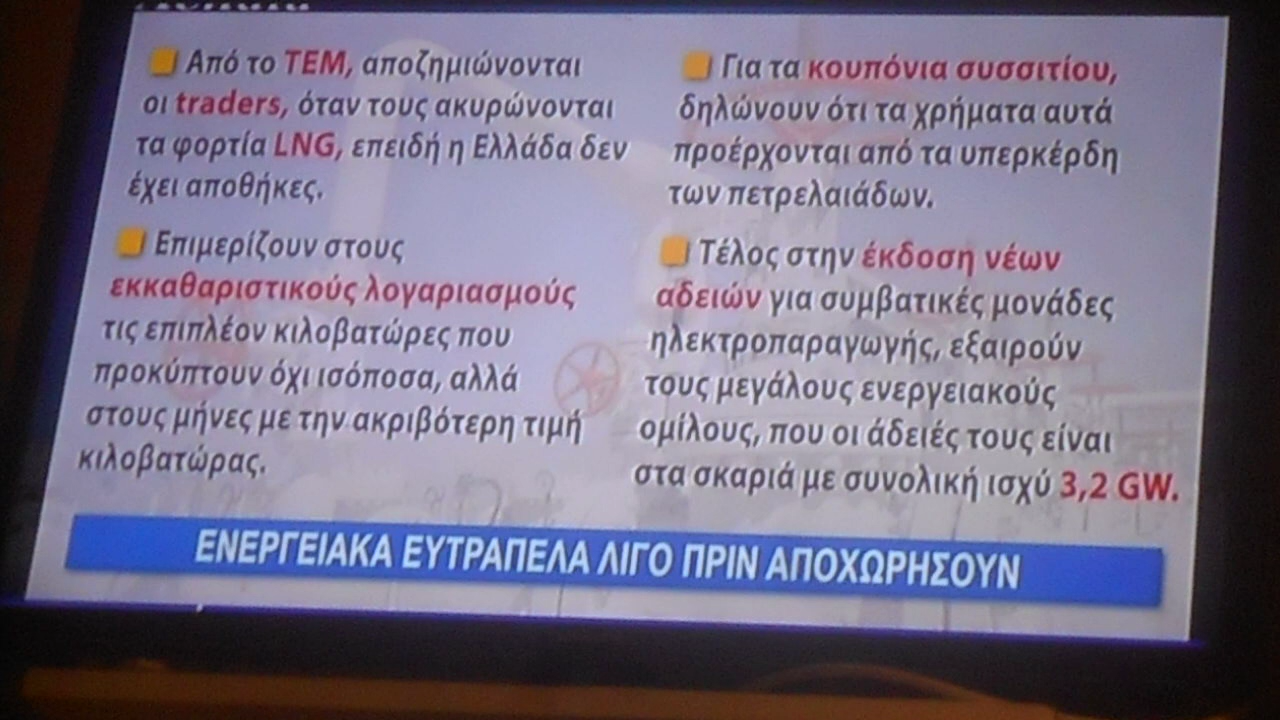 Από το ΤΕΜ, αποζημιώνονται
οι traders, όταν τους ακυρώνονται
τα φορτία LNG, επειδή η Ελλάδα δεν
έχει αποθήκες.
Επιμερίζουν στους
εκκαθαριστικούς λογαριασμούς
τις επιπλέον κιλοβατώρες που
προκύπτουν όχι ισόποσα, αλλά
στους μήνες με την ακριβότερη τιμή
κιλοβατώρας.
Για τα κουπόνια συσσιτίου,
δηλώνουν ότι τα χρήματα αυτά
προέρχονται από τα υπερκέρδη
των πετρελαιάδων.
Τέλος στην έκδοση νέων
αδειών για συμβατικές μονάδες
ηλεκτροπαραγωγής, εξαιρούν
τους μεγάλους ενεργειακούς
ομίλους, που οι άδειές τους είναι
στα σκαριά με συνολική ισχύ 3,2 GW.
ΕΝΕΡΓΕΙΑΚΑ ΕΥΤΡΑΠΕΛΑ ΛΙΓΟ ΠΡΙΝ ΑΠΟΧΩΡΗΣΟΥΝ